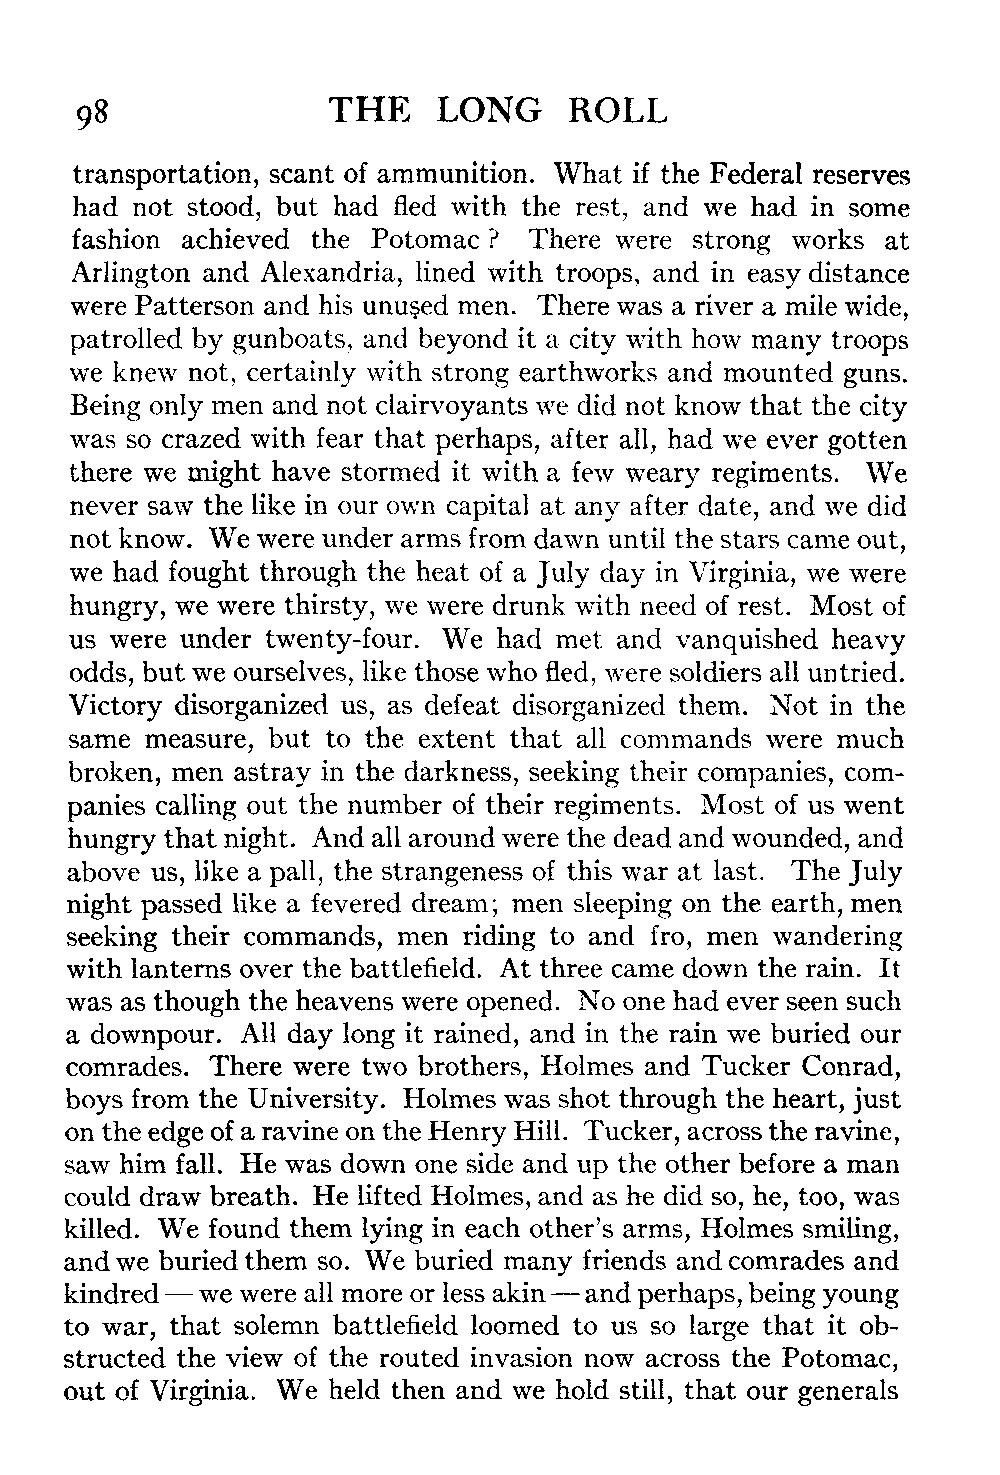 98 THE LONG ROLL
transportation, scant of ammunition. What if the Federal reserves
had not stood, but had fled with the rest, and we had in some
fashion achieved the Potomac? There were strong works at
Arlington and Alexandria, lined with troops, and in easy distance
were Patterson and his unused men. There was a river a mile wide,
patrolled by gunboats, and beyond it a city with how many troops
we knew not, certainly with strong earthworks and mounted guns.
Being only men and not clairvoyants we did not know that the city
was so crazed with fear that perhaps, after all, had we ever gotten
there we might have stormed it with a few weary regiments. We
never saw the like in our own capital at any after date, and we did
not know. We were under arms from dawn until the stars came out,
we had fought through the heat of a July day in Virginia, we were
hungry, we were thirsty, we were drunk with need of rest. Most of
us were under twenty-four. We had met and vanquished heavy
odds, but we ourselves, like those who fled, were soldiers all untried.
Victory disorganized us, as defeat disorganized them. Not in the
same measure, but to the extent that all commands were much
broken, men astray in the darkness, seeking their companies, com-
panies calling out the number of their regiments. Most of us went
hungry that night. And all around were the dead and wounded, and
above us, like a pall, the strangeness of this war at last. The July
night passed like a fevered dream; men sleeping on the earth, men
seeking their commands, men riding to and fro, men wandering
with lanterns over the battlefield. At three came down the rain. It
was as though the heavens were opened. No one had ever seen such
a downpour. All day long it rained, and in the rain we buried our
comrades. There were two brothers, Holmes and Tucker Conrad,
boys from the University. Holmes was shot through the heart, just
on the edge of a ravine on the Henry Hill. Tucker, across the ravine,
saw him fall. He was down one side and up the other before a man
could draw breath. He lifted Holmes, and as he did so, he, too, was
killed. We found them lying in each other's arms, Holmes smiling,
and we buried them so. We buried many friends and comrades and
kindred — we were all more or less akin — and perhaps, being young
to war, that solemn battlefield loomed to us so large that it ob-
structed the view of the routed invasion now across the Potomac,
out of Virginia. We held then and we hold still, that our generals